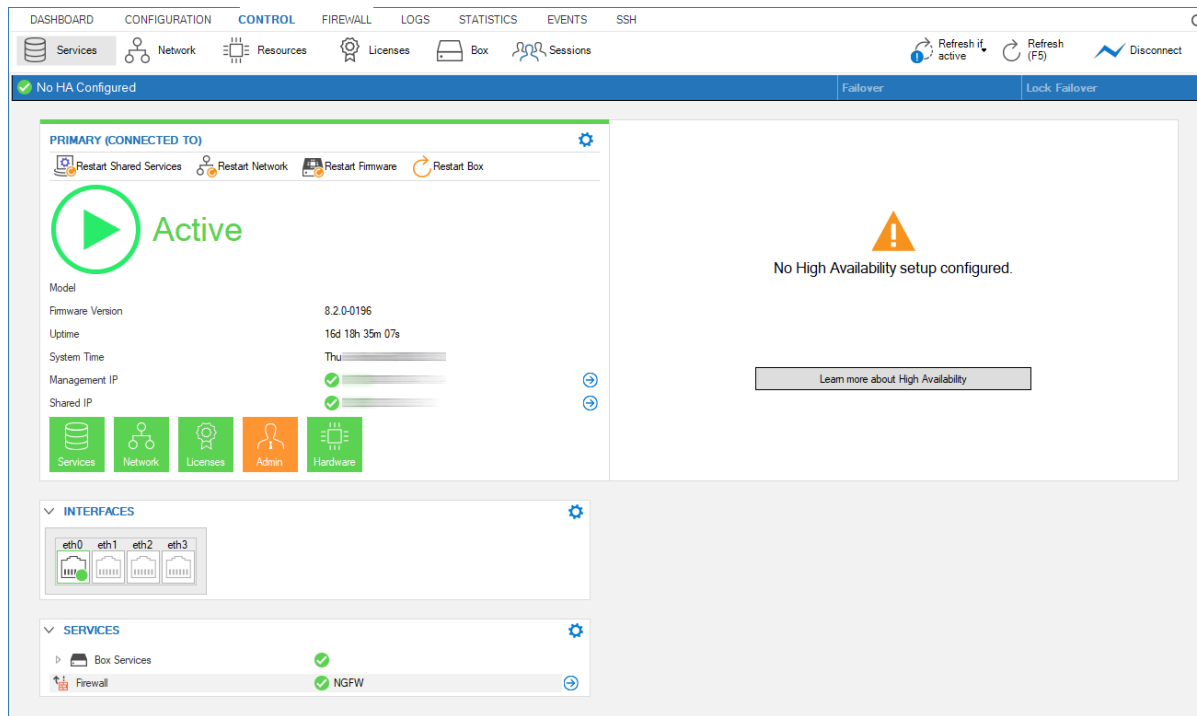 DASHBOARD CONFIGURATION CONTROL FIREWALL LOGS STATISTICS EVENTS SSH
Services Network Resources Licenses Box Sessions Refresh if active Refresh (F5) Disconnect
No HA Configured Failover Lock Failover
PRIMARY (CONNECTED TO)
Restart Shared Services Restart Network Restart Firmware Restart Box
Active
No High Availability setup configured.
Model
Firmware Version 8.2.0-0196
Uptime 16d 18h 35m 07s
System Time Thu
Management IP
Learn more about High Availability
Shared IP
Services Network Licenses Admin Hardware
INTERFACES
eth0 eth1 eth2 eth3
SERVICES
Box Services
Firewall NGFW